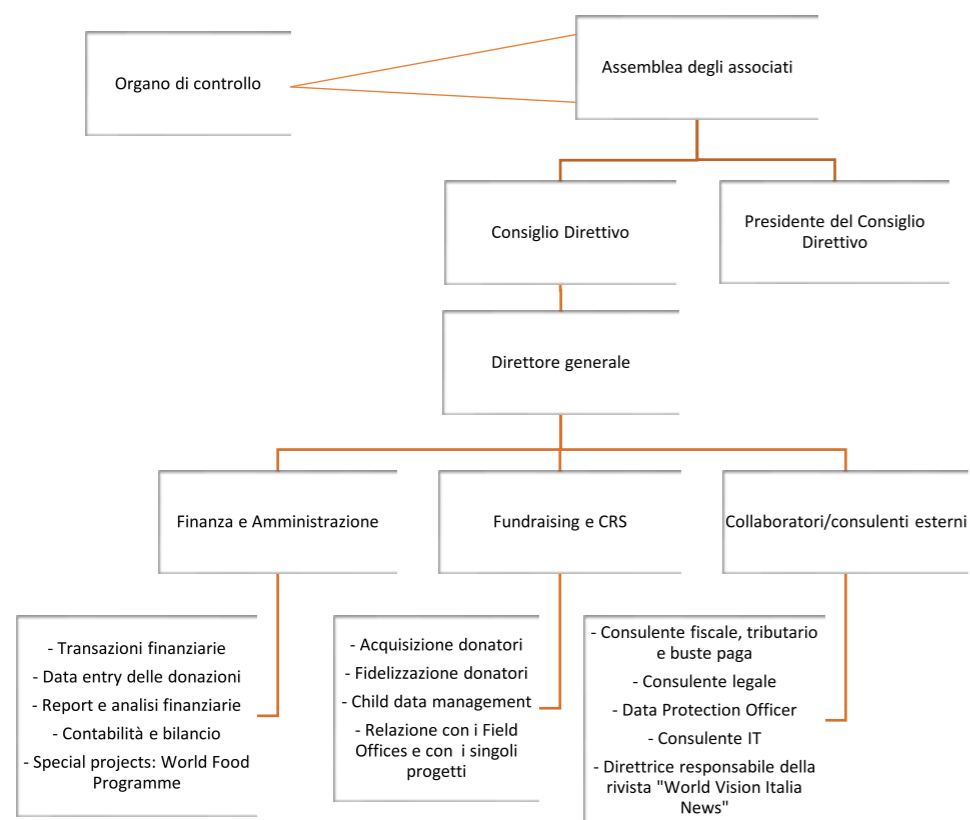 Organo di controllo
Assemblea degli associati
Consiglio Direttivo
Presidente del Consiglio
Direttivo
Direttore generale
Finanza e Amministrazione
Fundraising e CRS
Collaboratori/consulenti esterni
- Transazioni finanziarie
- Data entry delle donazioni
- Report e analisi finanziarie
- Contabilità e bilancio
- Special projects: World Food
Programme
- Acquisizione donatori
- Fidelizzazione donatori
- Child data management
- Relazione con i Field
Offices e con i singoli
progetti
- Consulente fiscale, tributario
e buste paga
- Consulente legale
- Data Protection Officer
- Consulente IT
- Direttrice responsabile della
rivista "World Vision Italia
News"